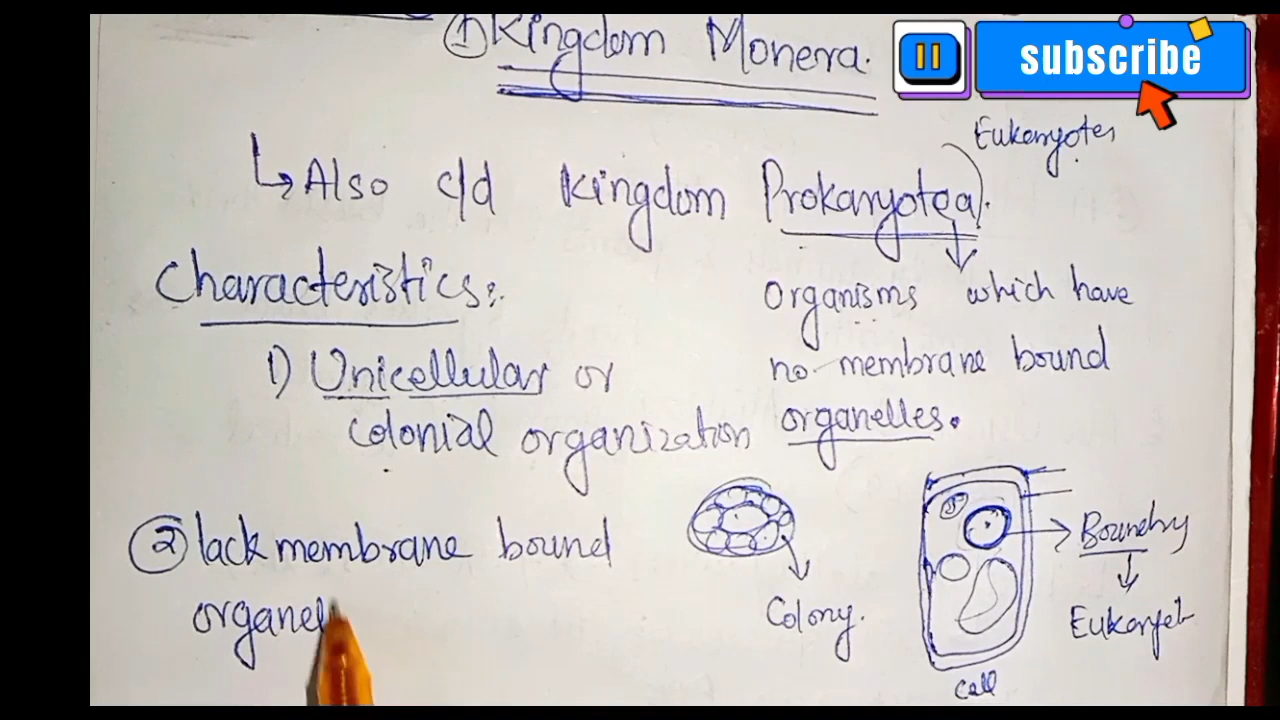 ① Kingdom Monera.
subscribe
Eukaryotes
Also c/d Kingdom Prokaryotea.
Characteristics:.
Organisms which have
no membrane bound
organelles.
1) Unicellular or
colonial organization
② lack membrane bound
organel
Colony.
Boundry
Eukaryot
Cell